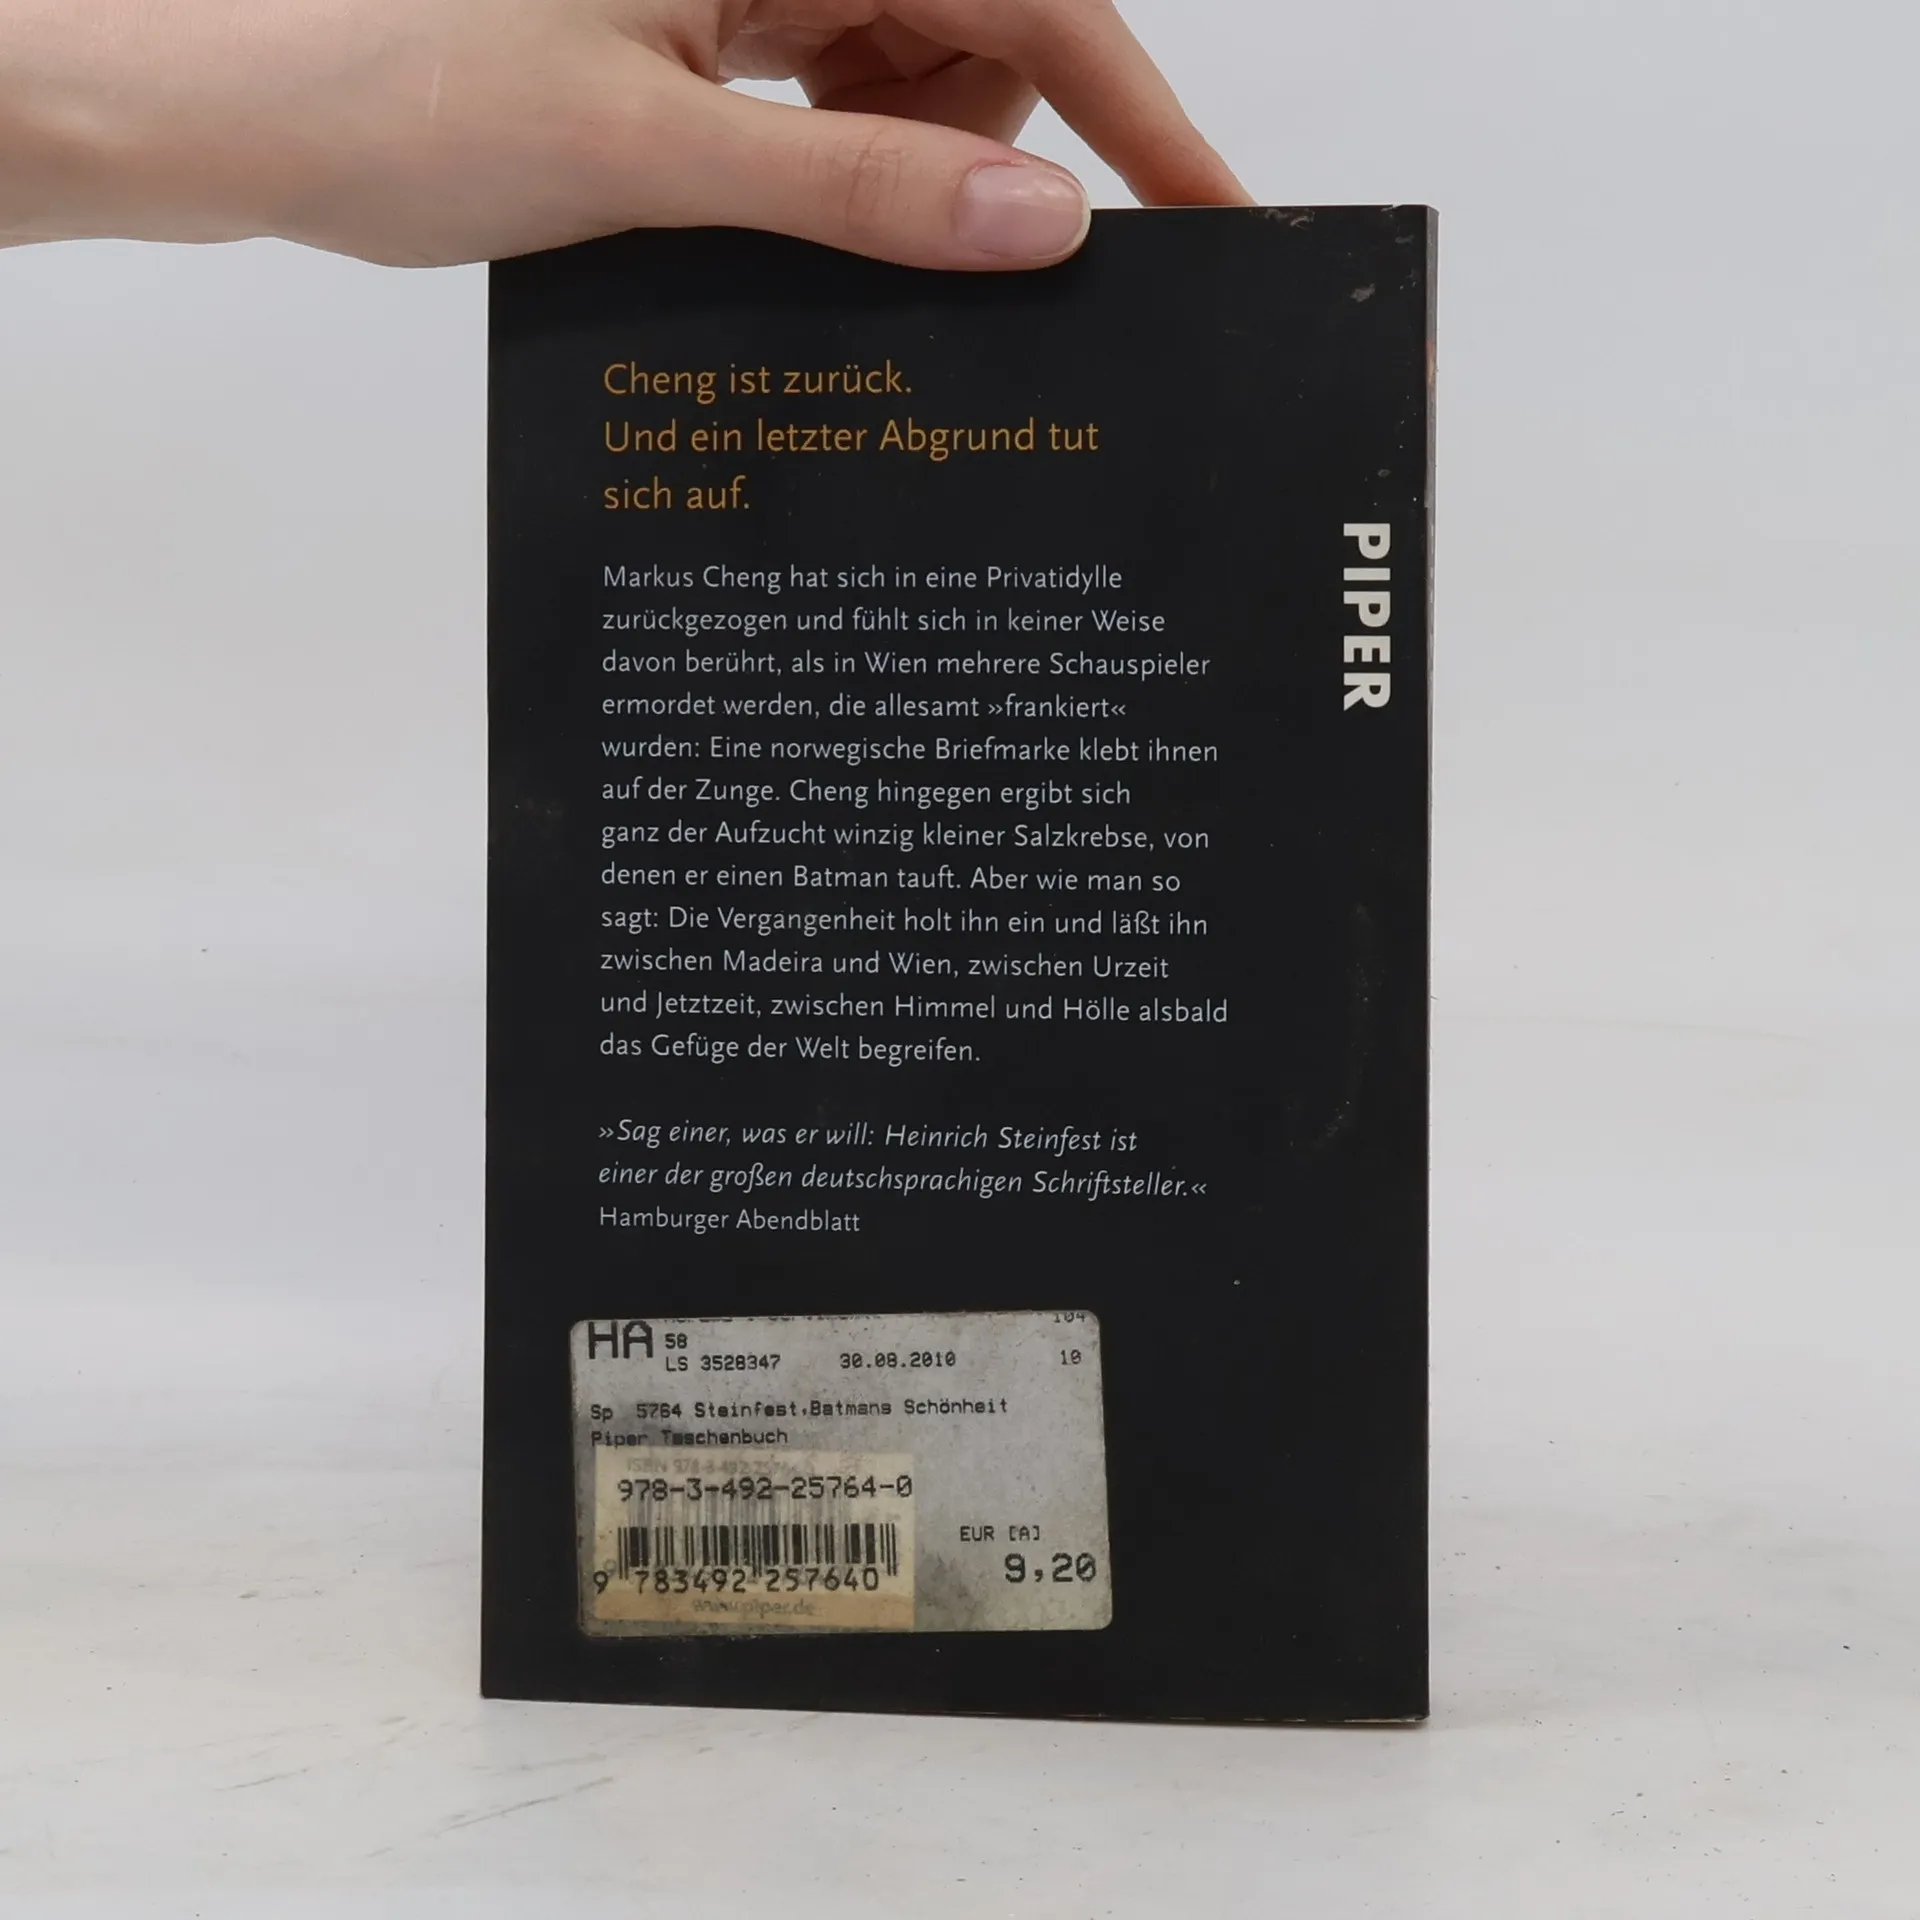 Cheng ist zurück.
Und ein letzter Abgrund tut
sich auf.
Markus Cheng hat sich in eine Privatidylle
zurückgezogen und fühlt sich in keiner Weise
davon berührt, als in Wien mehrere Schauspieler
ermordet werden, die allesamt »frankiert«
wurden: Eine norwegische Briefmarke klebt ihnen
auf der Zunge. Cheng hingegen ergibt sich
ganz der Aufzucht winzig kleiner Salzkrebse, von
denen er einen Batman tauft. Aber wie man so
sagt: Die Vergangenheit holt ihn ein und läßt ihn
zwischen Madeira und Wien, zwischen Urzeit
und Jetztzeit, zwischen Himmel und Hölle alsbald
das Gefüge der Welt begreifen.
»Sag einer, was er will: Heinrich Steinfest ist
einer der großen deutschsprachigen Schriftsteller.«
Hamburger Abendblatt
PIPER
104
HA 58
LS 3528347 30.08.2010 10
Sp 5764 Steinfest,Batmans Schönheit
Piper Taschenbuch
978-3-492-25764-0
EUR [A]
9,20
9 783492 257640
www.piper.de